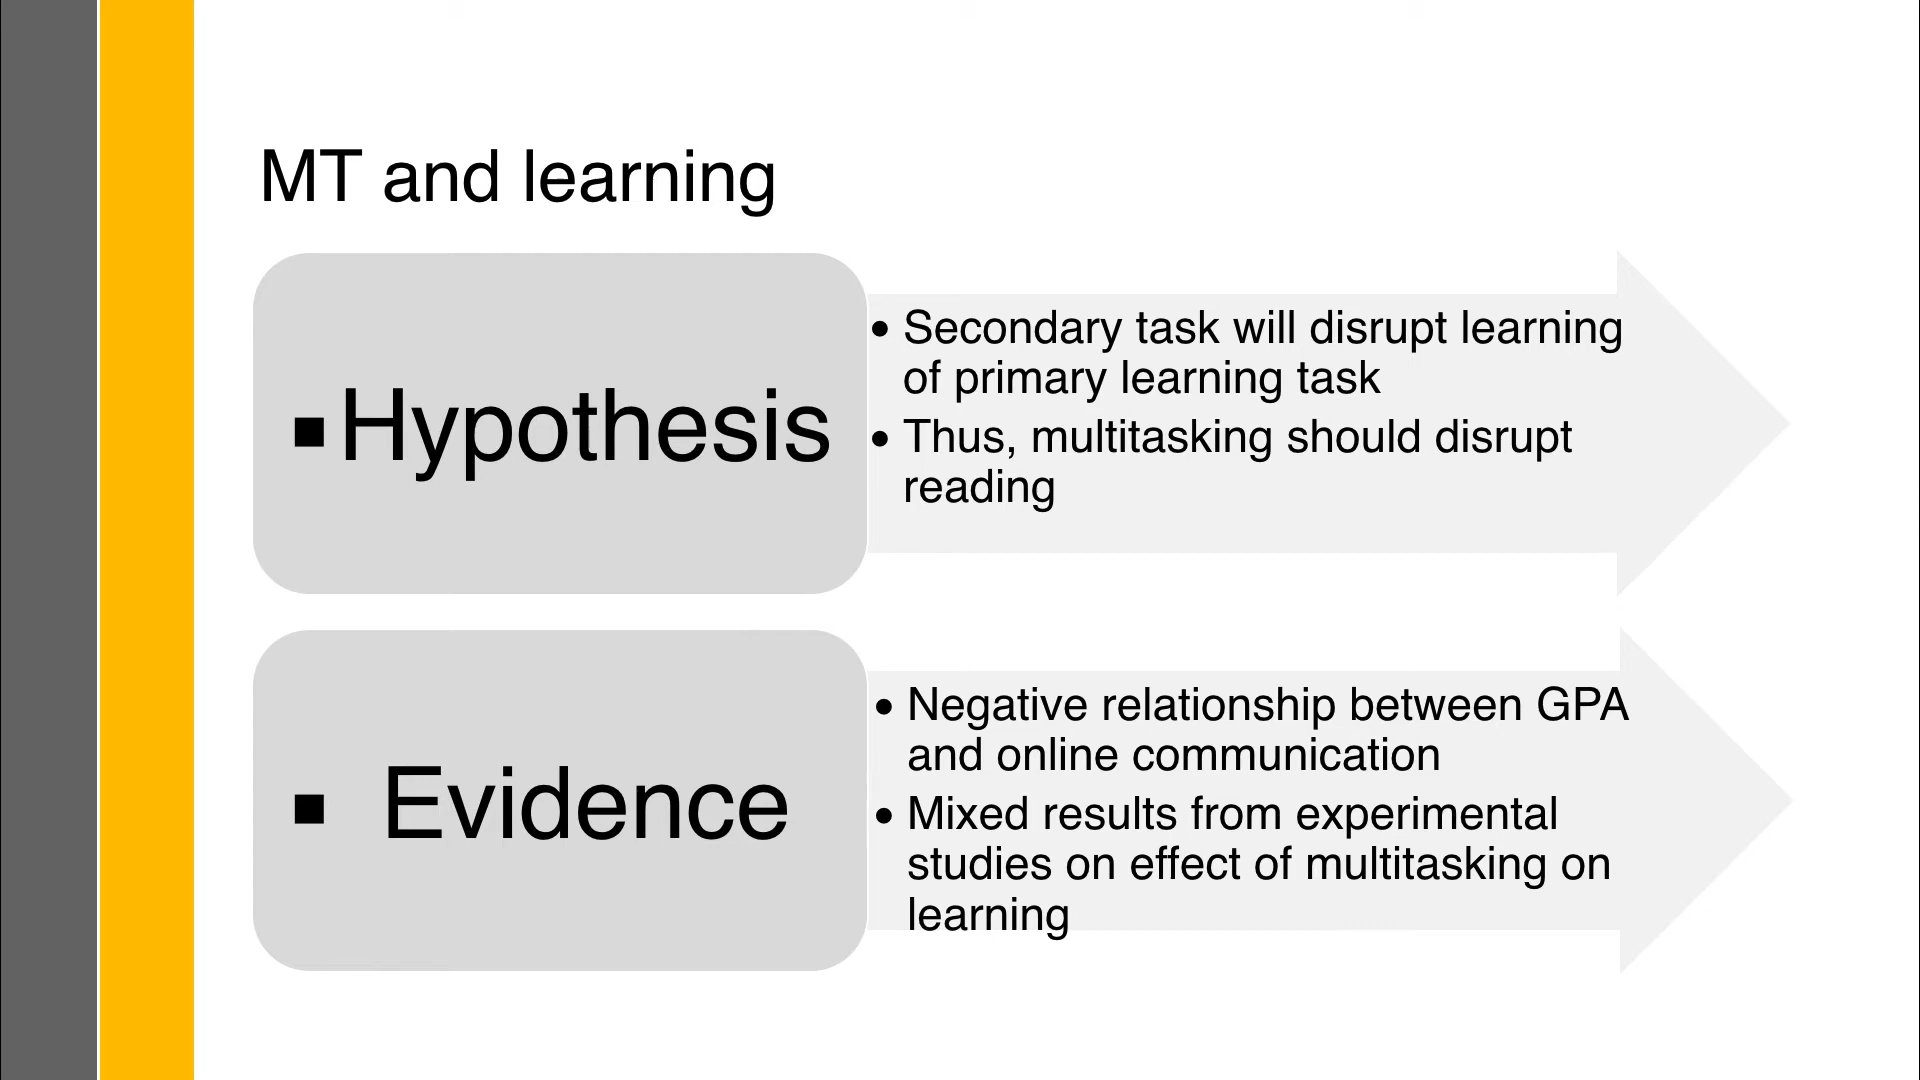 MT and learning
▪Hypothesis
• Secondary task will disrupt learning
of primary learning task
• Thus, multitasking should disrupt
reading
▪ Evidence
• Negative relationship between GPA
and online communication
• Mixed results from experimental
studies on effect of multitasking on
learning